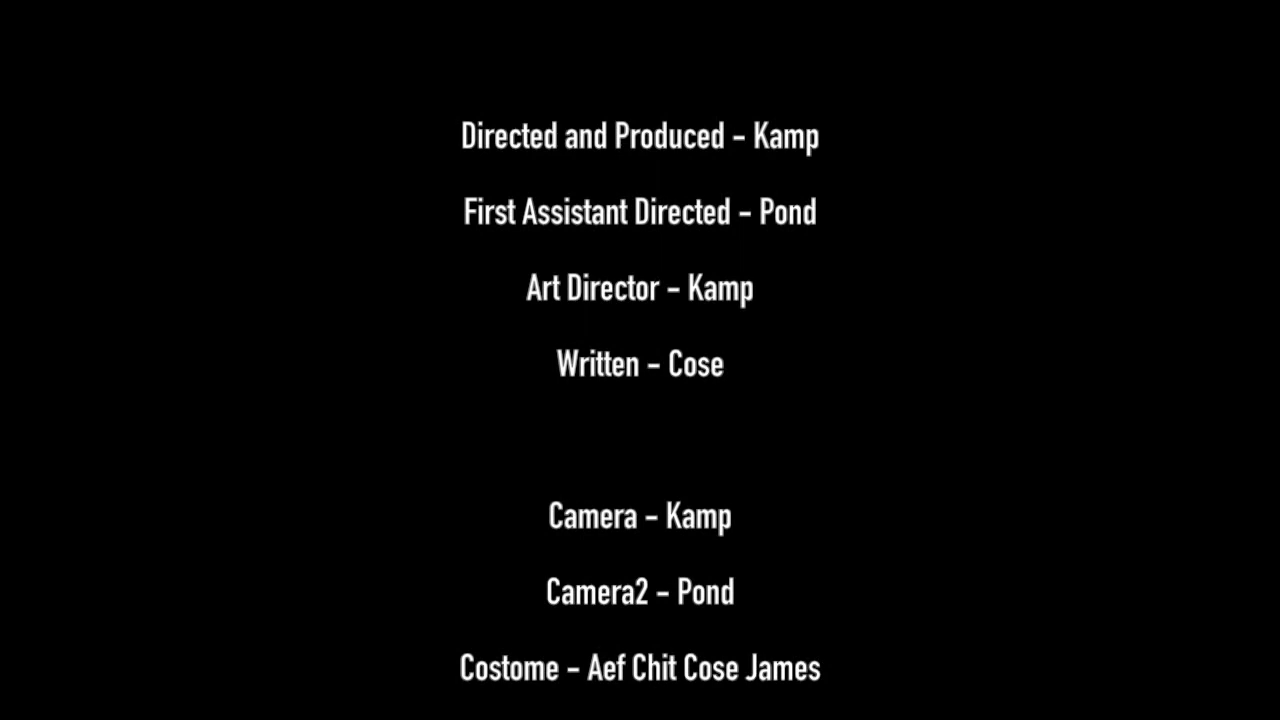 Directed and Produced - Kamp
First Assistant Directed - Pond
Art Director - Kamp
Written - Cose
Camera - Kamp
Camera2 - Pond
Costome - Aef Chit Cose James